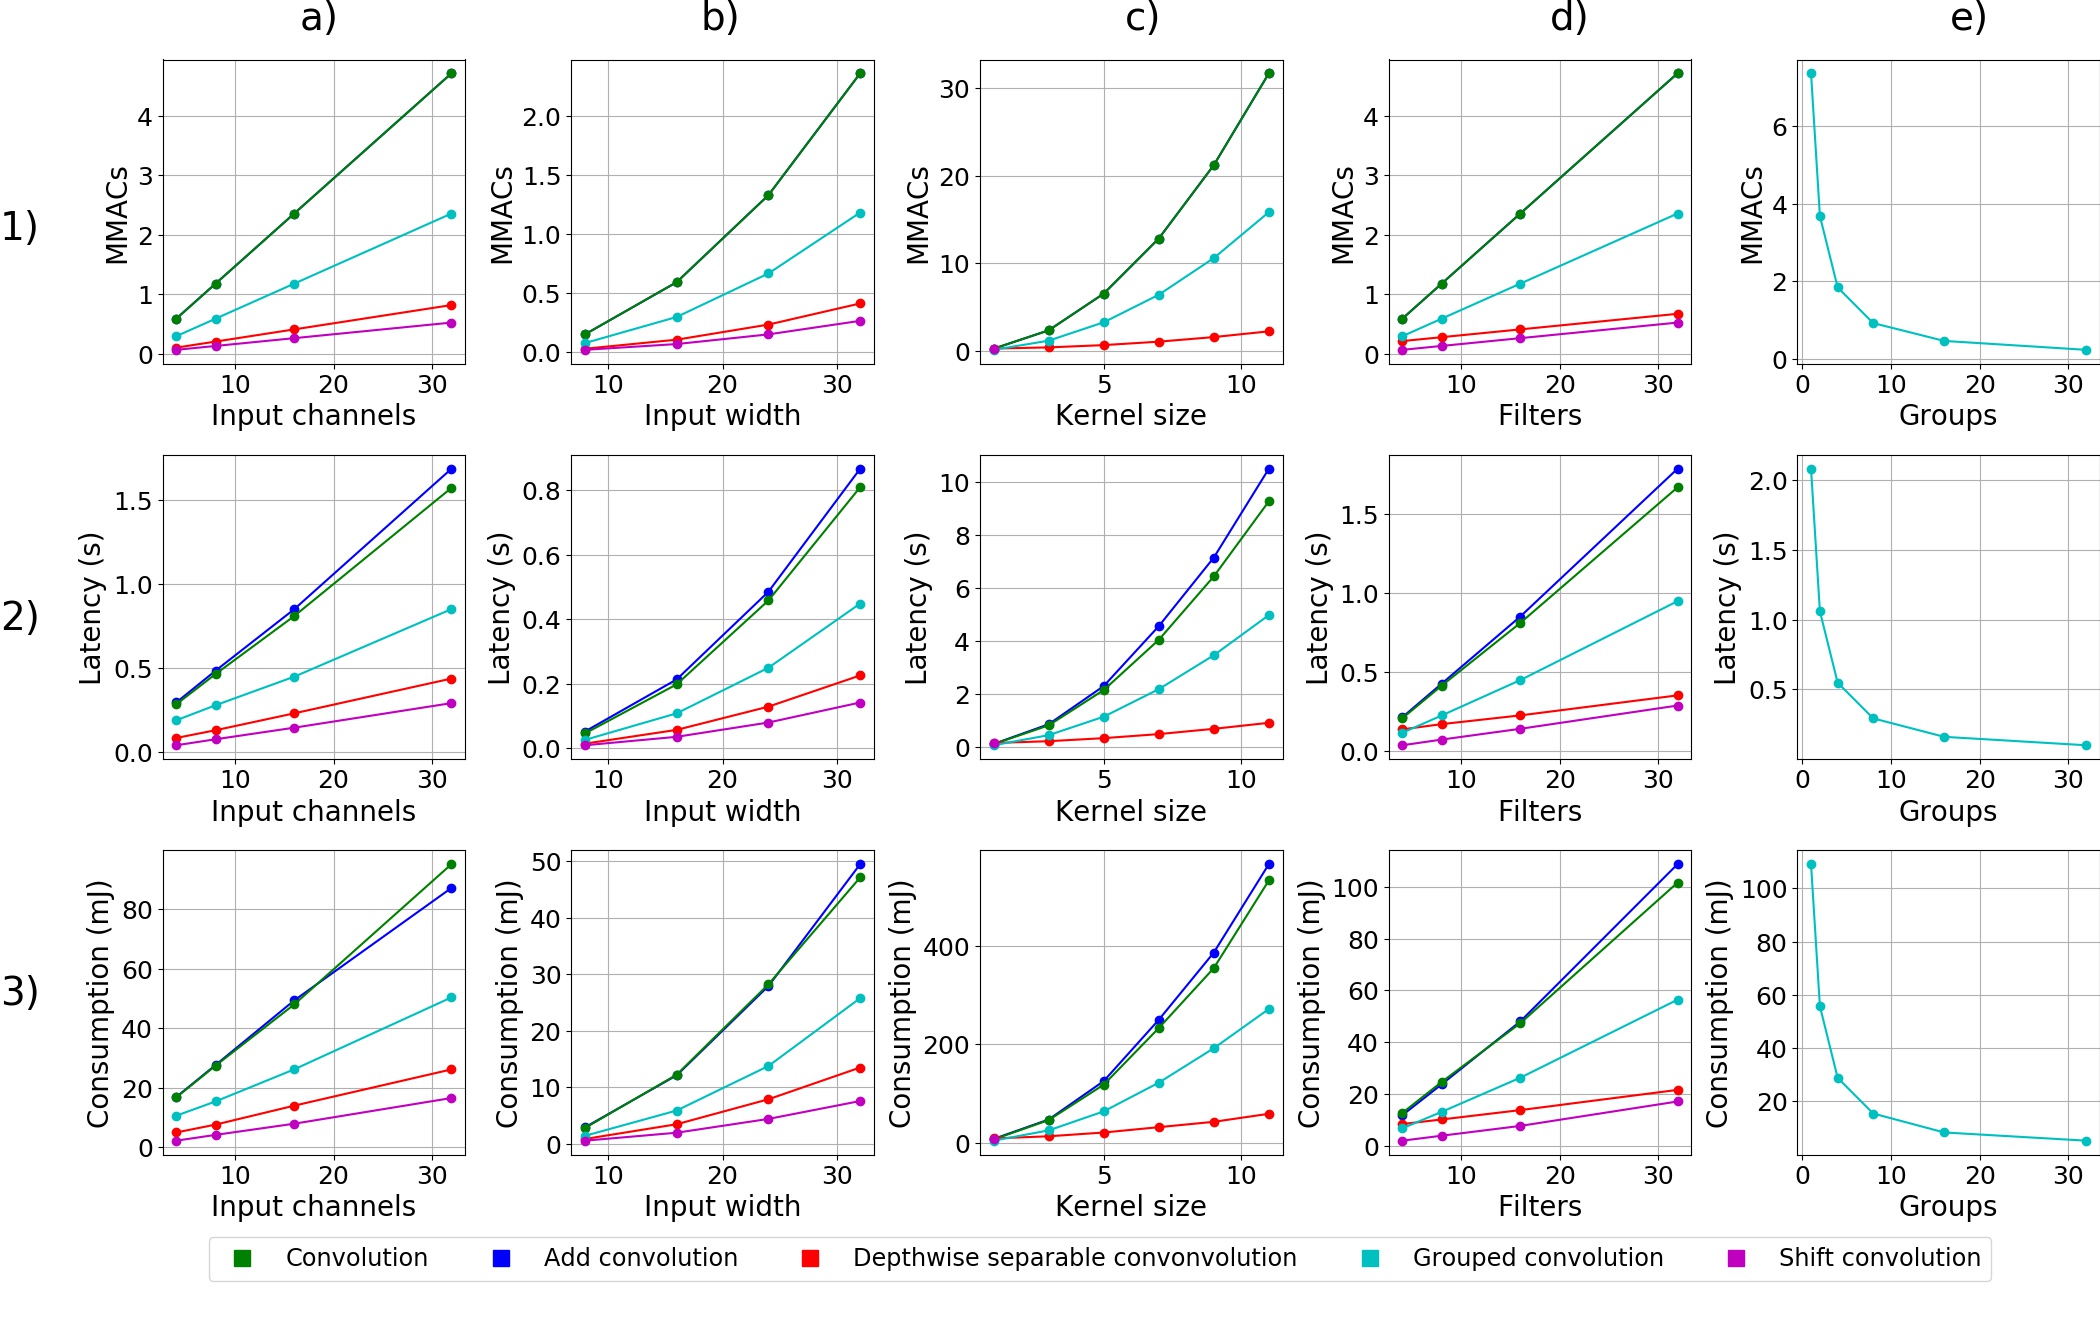 a) b) c) d) e)
1)
MMACs
4
3
2
1
0
10 20 30
Input channels
MMACs
2.0
1.5
1.0
0.5
0.0
10 20 30
Input width
MMACs
30
20
10
0
5 10
Kernel size
MMACs
4
3
2
1
0
10 20 30
Filters
MMACs
6
4
2
0
0 10 20 30
Groups
2)
Latency (s)
1.5
1.0
0.5
0.0
10 20 30
Input channels
Latency (s)
0.8
0.6
0.4
0.2
0.0
10 20 30
Input width
Latency (s)
10
8
6
4
2
0
5 10
Kernel size
Latency (s)
1.5
1.0
0.5
0.0
10 20 30
Filters
Latency (s)
2.0
1.5
1.0
0.5
0 10 20 30
Groups
3)
Consumption (mJ)
80
60
40
20
0
10 20 30
Input channels
Consumption (mJ)
50
40
30
20
10
0
10 20 30
Input width
Consumption (mJ)
400
200
0
5 10
Kernel size
Consumption (mJ)
100
80
60
40
20
0
10 20 30
Filters
Consumption (mJ)
100
80
60
40
20
0 10 20 30
Groups
Convolution Add convolution Depthwise separable convonvolution Grouped convolution Shift convolution